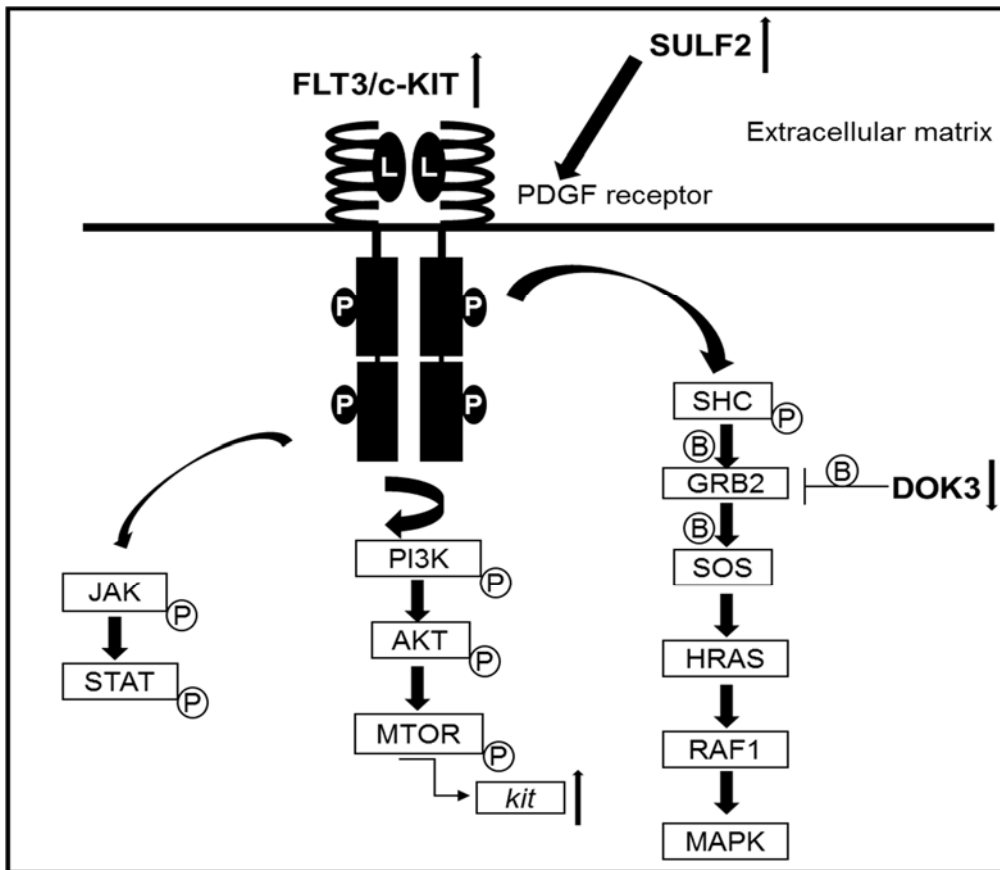 SULF2
FLT3/c-KIT
Extracellular matrix
L L
PDGF receptor
P P
P P
SHC
P
B
GRB2
B
DOK3
B
SOS
PI3K
P
JAK
P
AKT
P
STAT
P
HRAS
MTOR
P
RAF1
kit
MAPK